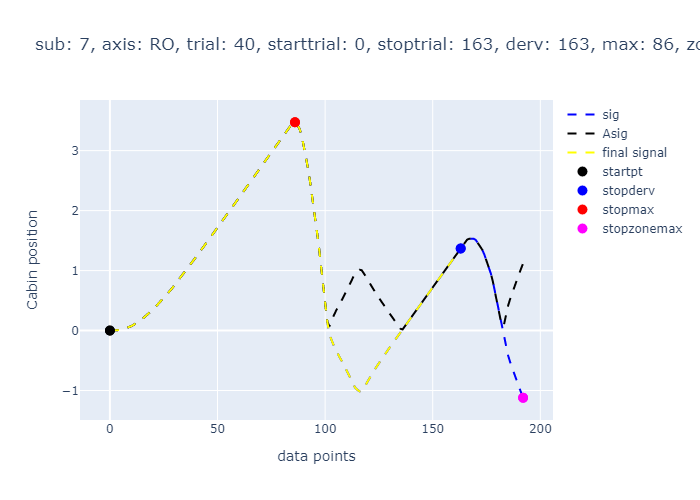 sub: 7, axis: RO, trial: 40, starttrial: 0, stoptrial: 163, derv: 163, max: 86, zo
sig
Asig
final signal
startpt
stopderv
stopmax
stopzonemax
Cabin position
3
2
1
0
−1
0
50
100
150
200
data points